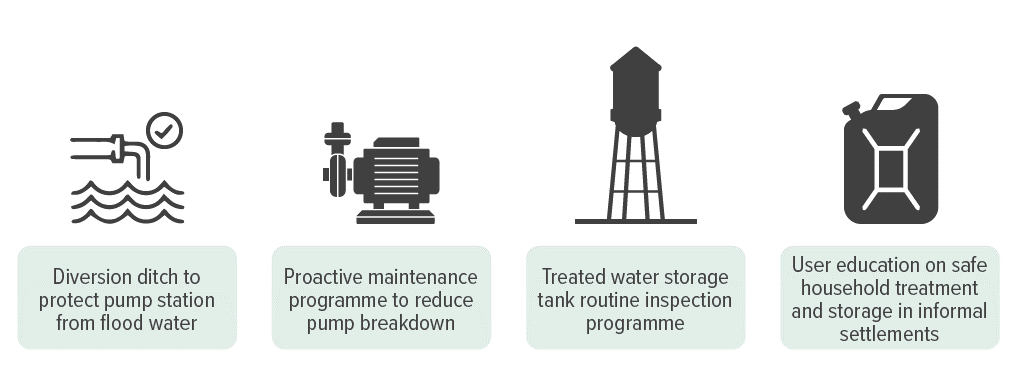 Diversion ditch to
protect pump station
from flood water
Proactive maintenance
programme to reduce
pump breakdown
Treated water storage
tank routine inspection
programme
User education on safe
household treatment
and storage in informal
settlements